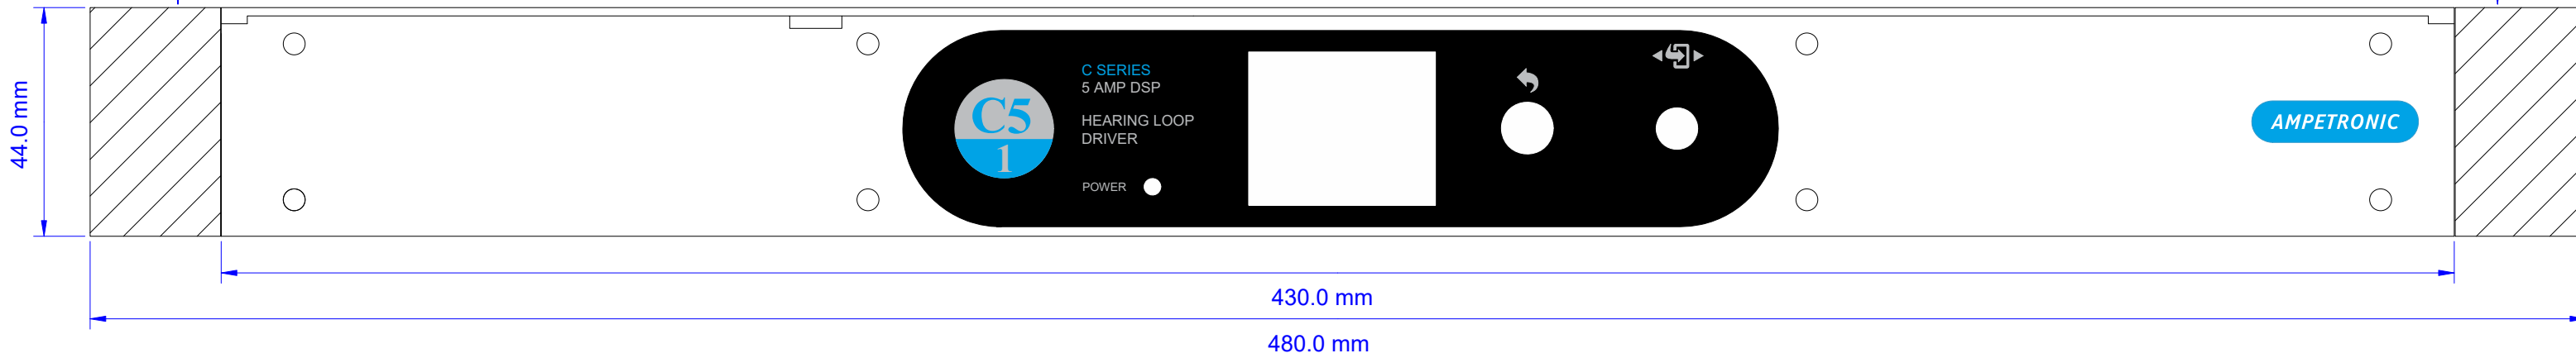 44.0 mm
C5
1
C SERIES
5 AMP DSP
HEARING LOOP
DRIVER
POWER
AMPETRONIC
430.0 mm
480.0 mm